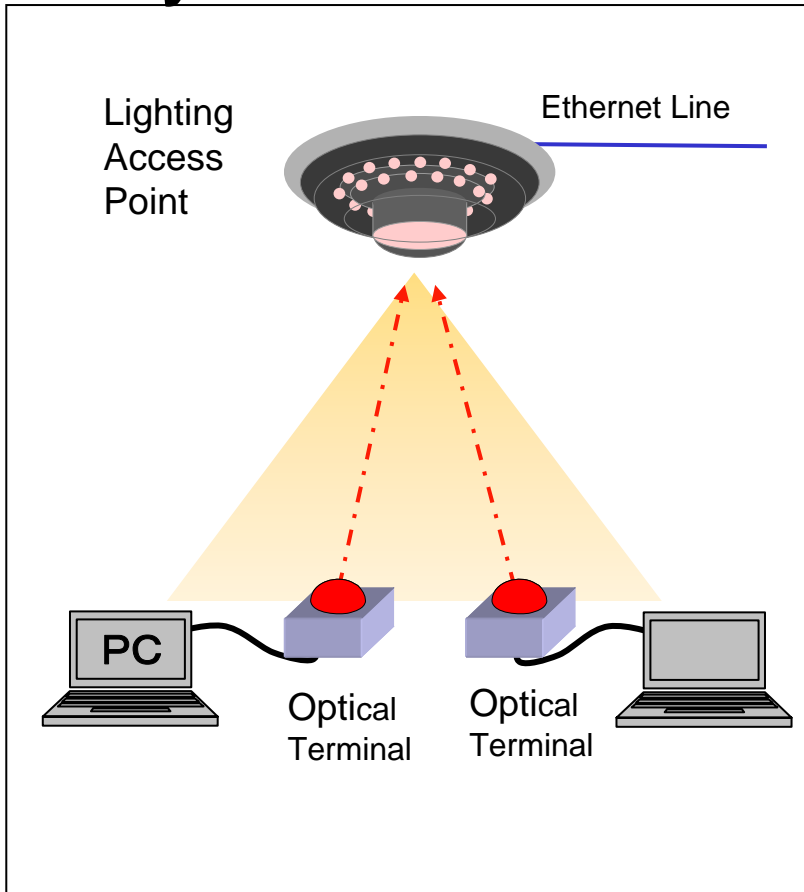 Lighting
Access
Point
Ethernet Line
PC
Optical
Terminal
Optical
Terminal